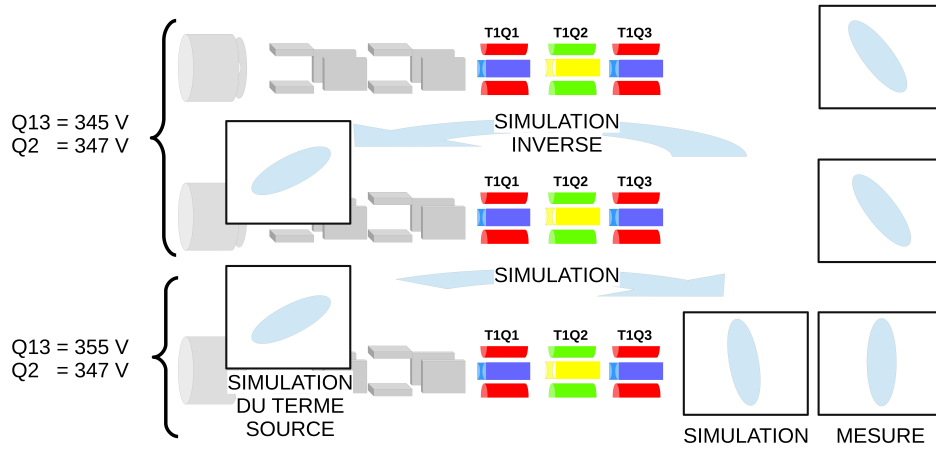 T1Q1 T1Q2 T1Q3
Q13 = 345 V
Q2 = 347 V
SIMULATION
INVERSE
T1Q1 T1Q2 T1Q3
SIMULATION
T1Q1 T1Q2 T1Q3
Q13 = 355 V
Q2 = 347 V
SIMULATION
DU TERME
SOURCE
SIMULATION
MESURE